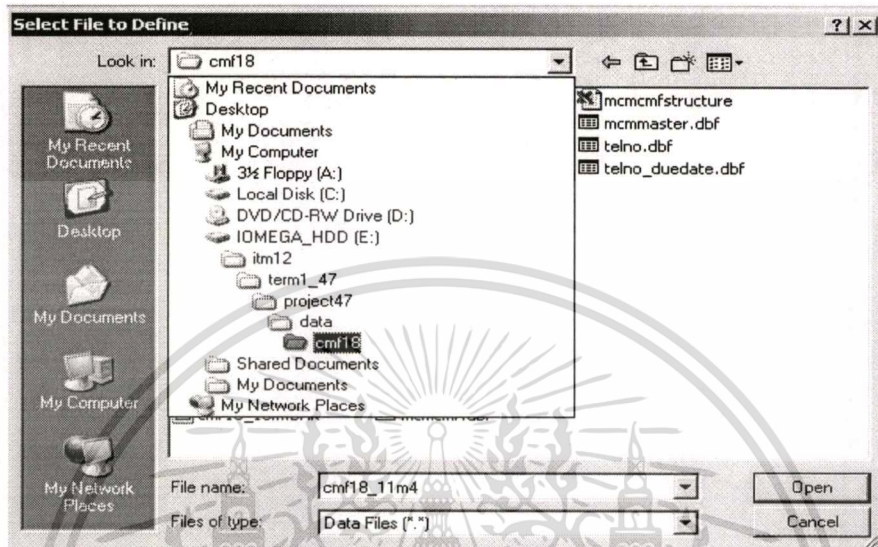 Select File to Define
Look in:
cmf18
My Recent Documents
Desktop
My Documents
My Computer
3½ Floppy (A:)
Local Disk (C:)
DVD/CD-RW Drive (D:)
IOMEGA_HDD (E:)
itm12
term1_47
project47
data
cmf18
Shared Documents
My Documents
My Network Places
mcmcmfstructure
mcmmaster.dbf
telno.dbf
telno_duedate.dbf
My Recent
Documents
Desktop
My Documents
My Computer
My Network
Places
File name:
cmf18_11m4
Open
Files of type:
Data Files (*.*)
Cancel